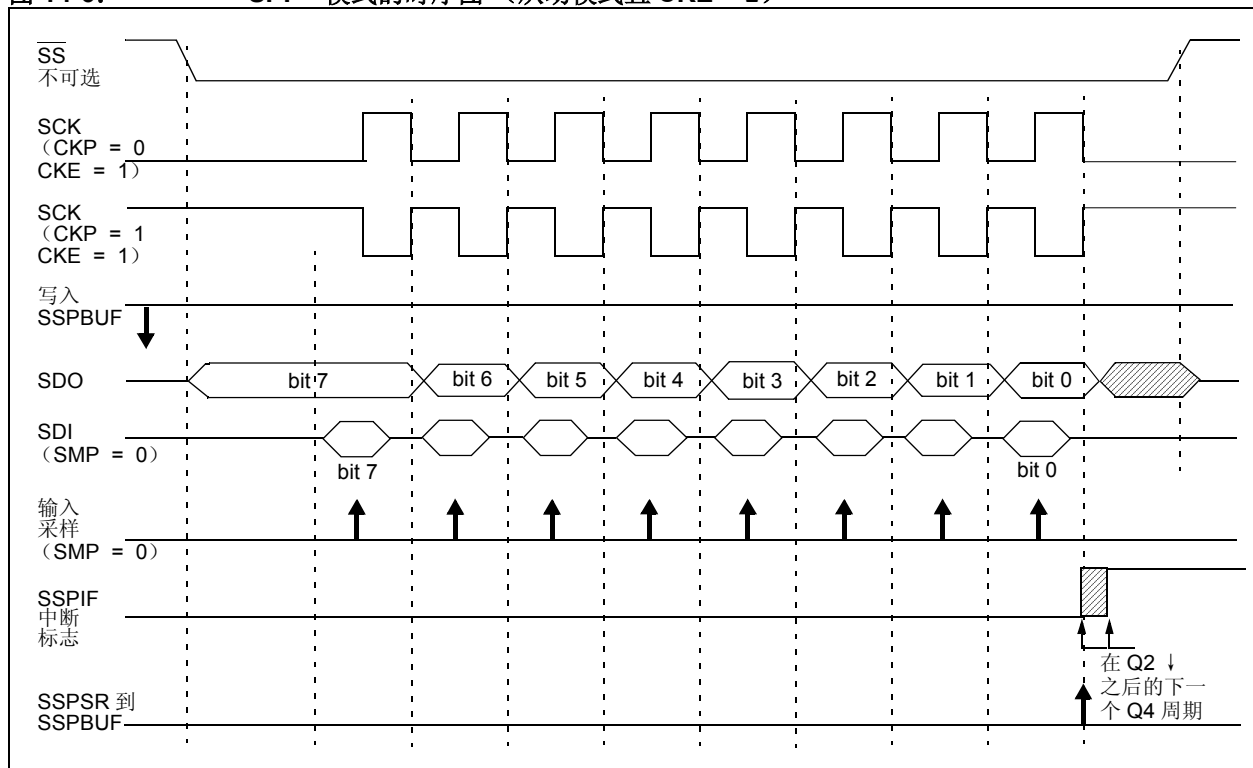 SS
不可选
SCK
（CKP = 0
CKE = 1）
SCK
（CKP = 1
CKE = 1）
写入
SSPBUF
SDO
bit 7
bit 6
bit 5
bit 4
bit 3
bit 2
bit 1
bit 0
SDI
（SMP = 0）
bit 7
bit 0
输入
采样
（SMP = 0）
SSPIF
中断
标志
在 Q2 ↓
之后的下一
个 Q4 周期
SSPSR 到
SSPBUF